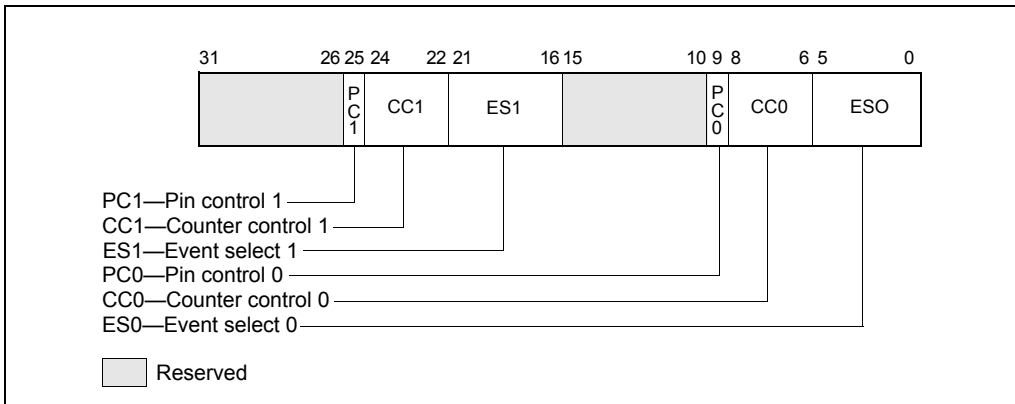 31 26 25 24 22 21 16 15 10 9 8 6 5 0
PC1 CC1 ES1 PC0 CC0 ESO
PC1—Pin control 1
CC1—Counter control 1
ES1—Event select 1
PC0—Pin control 0
CC0—Counter control 0
ES0—Event select 0
Reserved